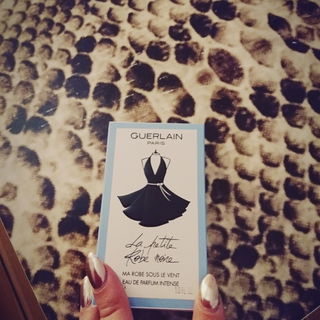 GUERLAIN
PARIS
La petite
Robe noire
MA ROBE SOUS LE VENT
EAU DE PARFUM INTENSE